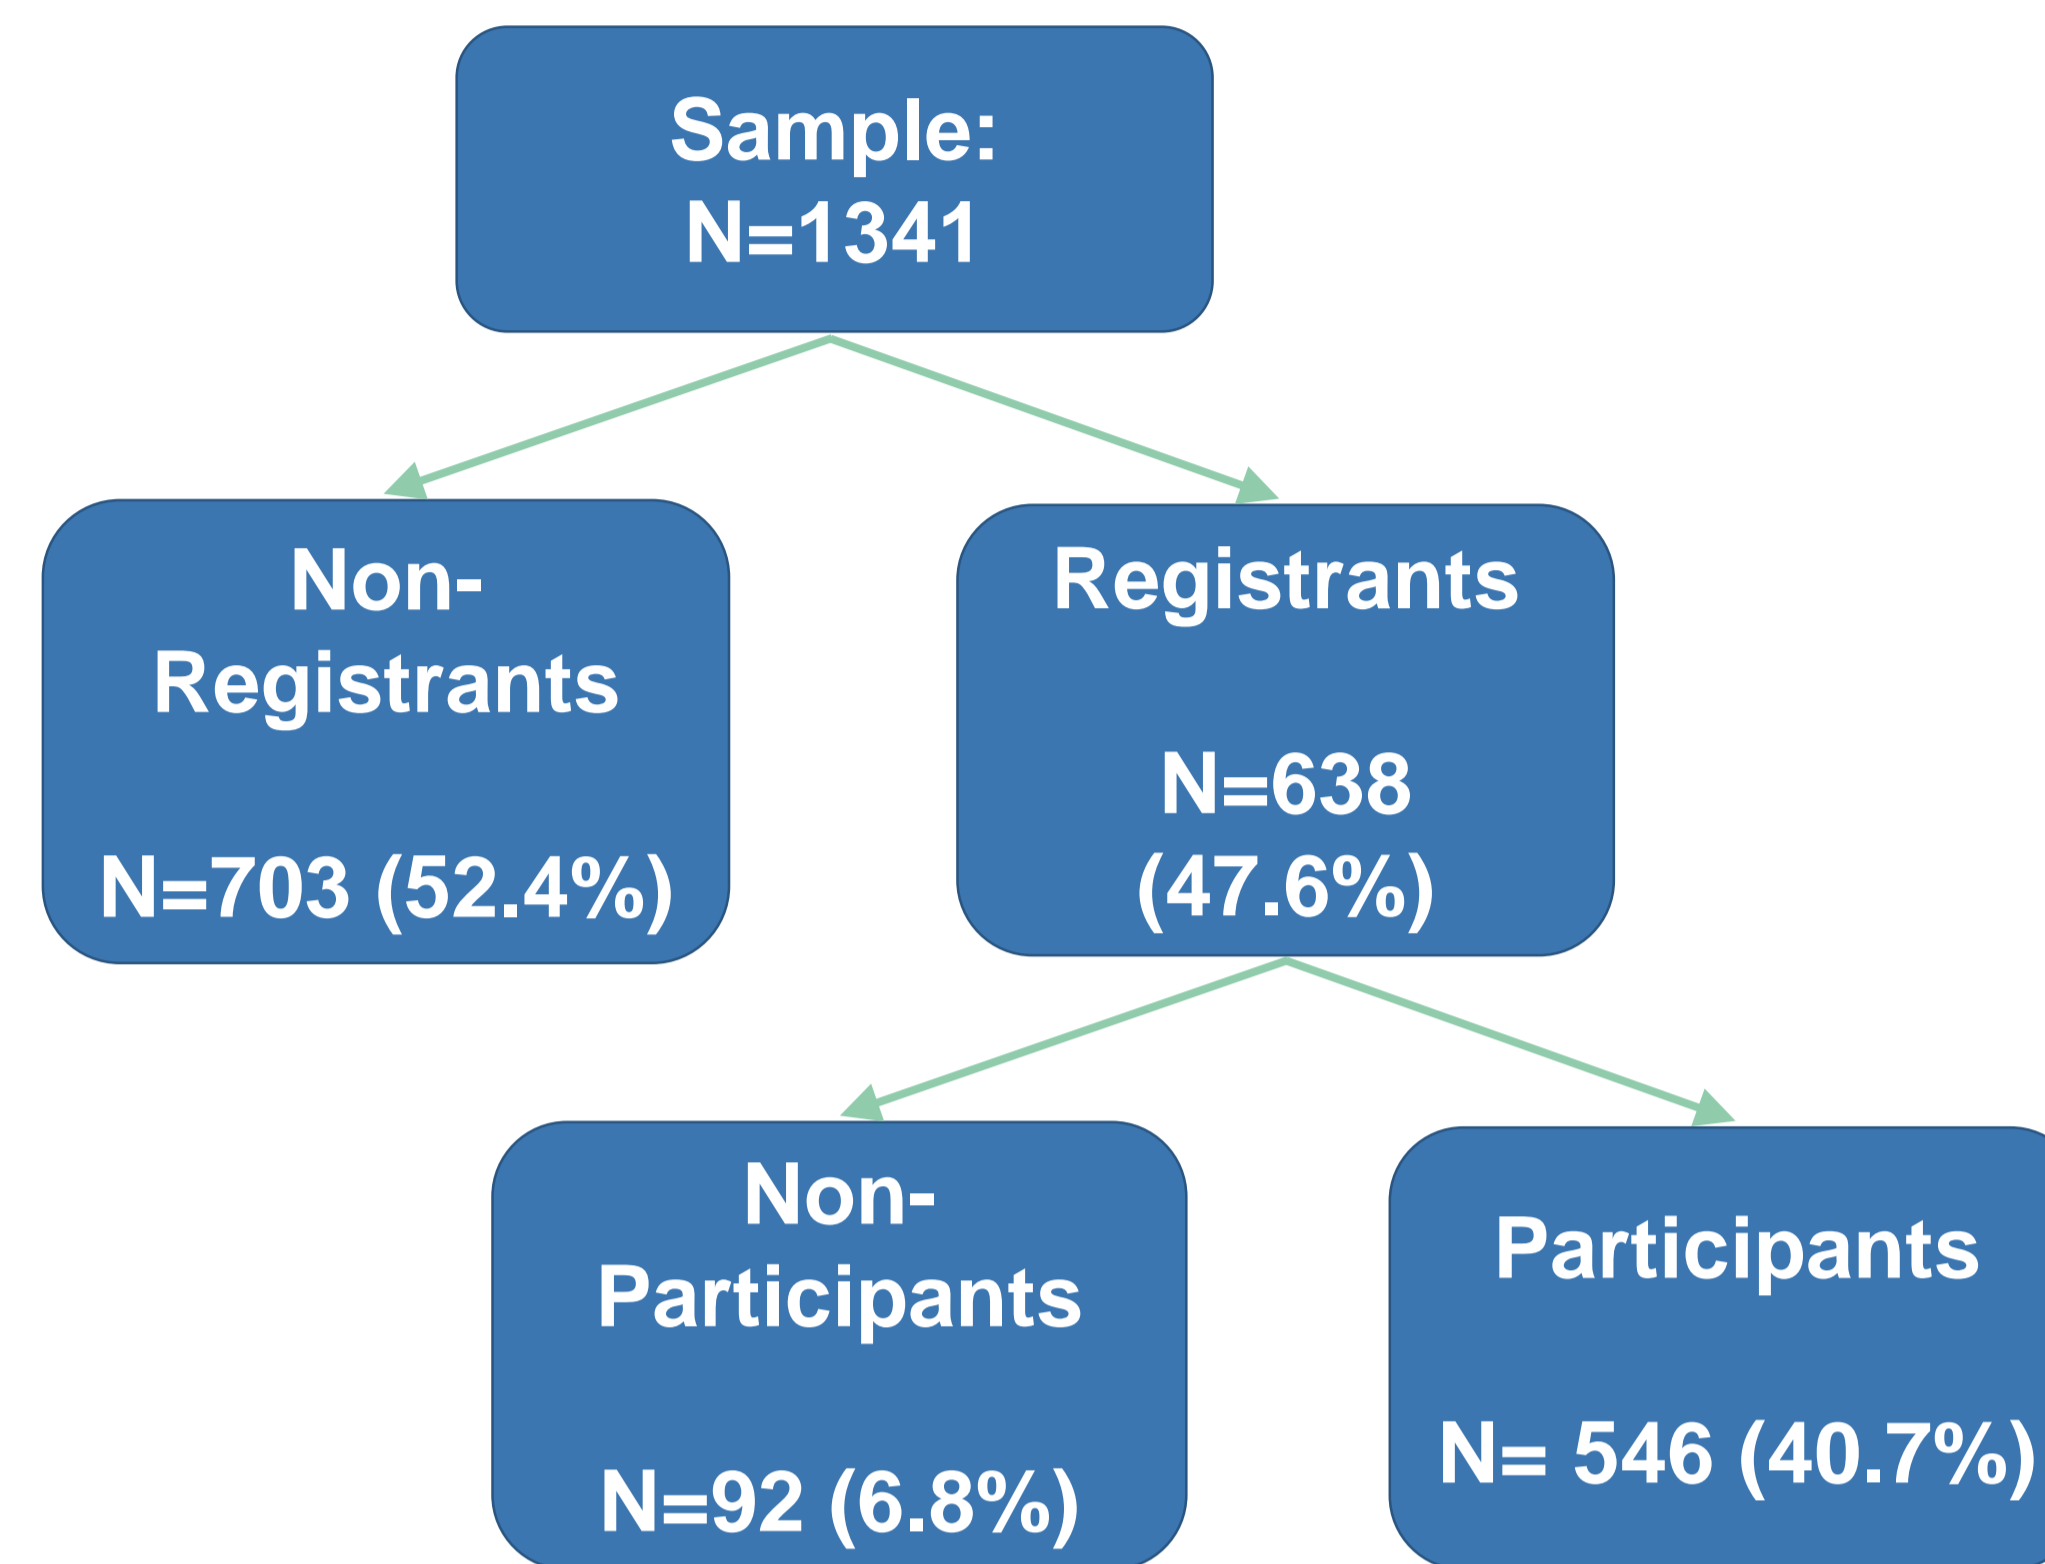 Sample:
N=1341
Non-
Registrants
N=703 (52.4%)
Registrants
N=638
(47.6%)
Non-
Participants
N=92 (6.8%)
Participants
N= 546 (40.7%)